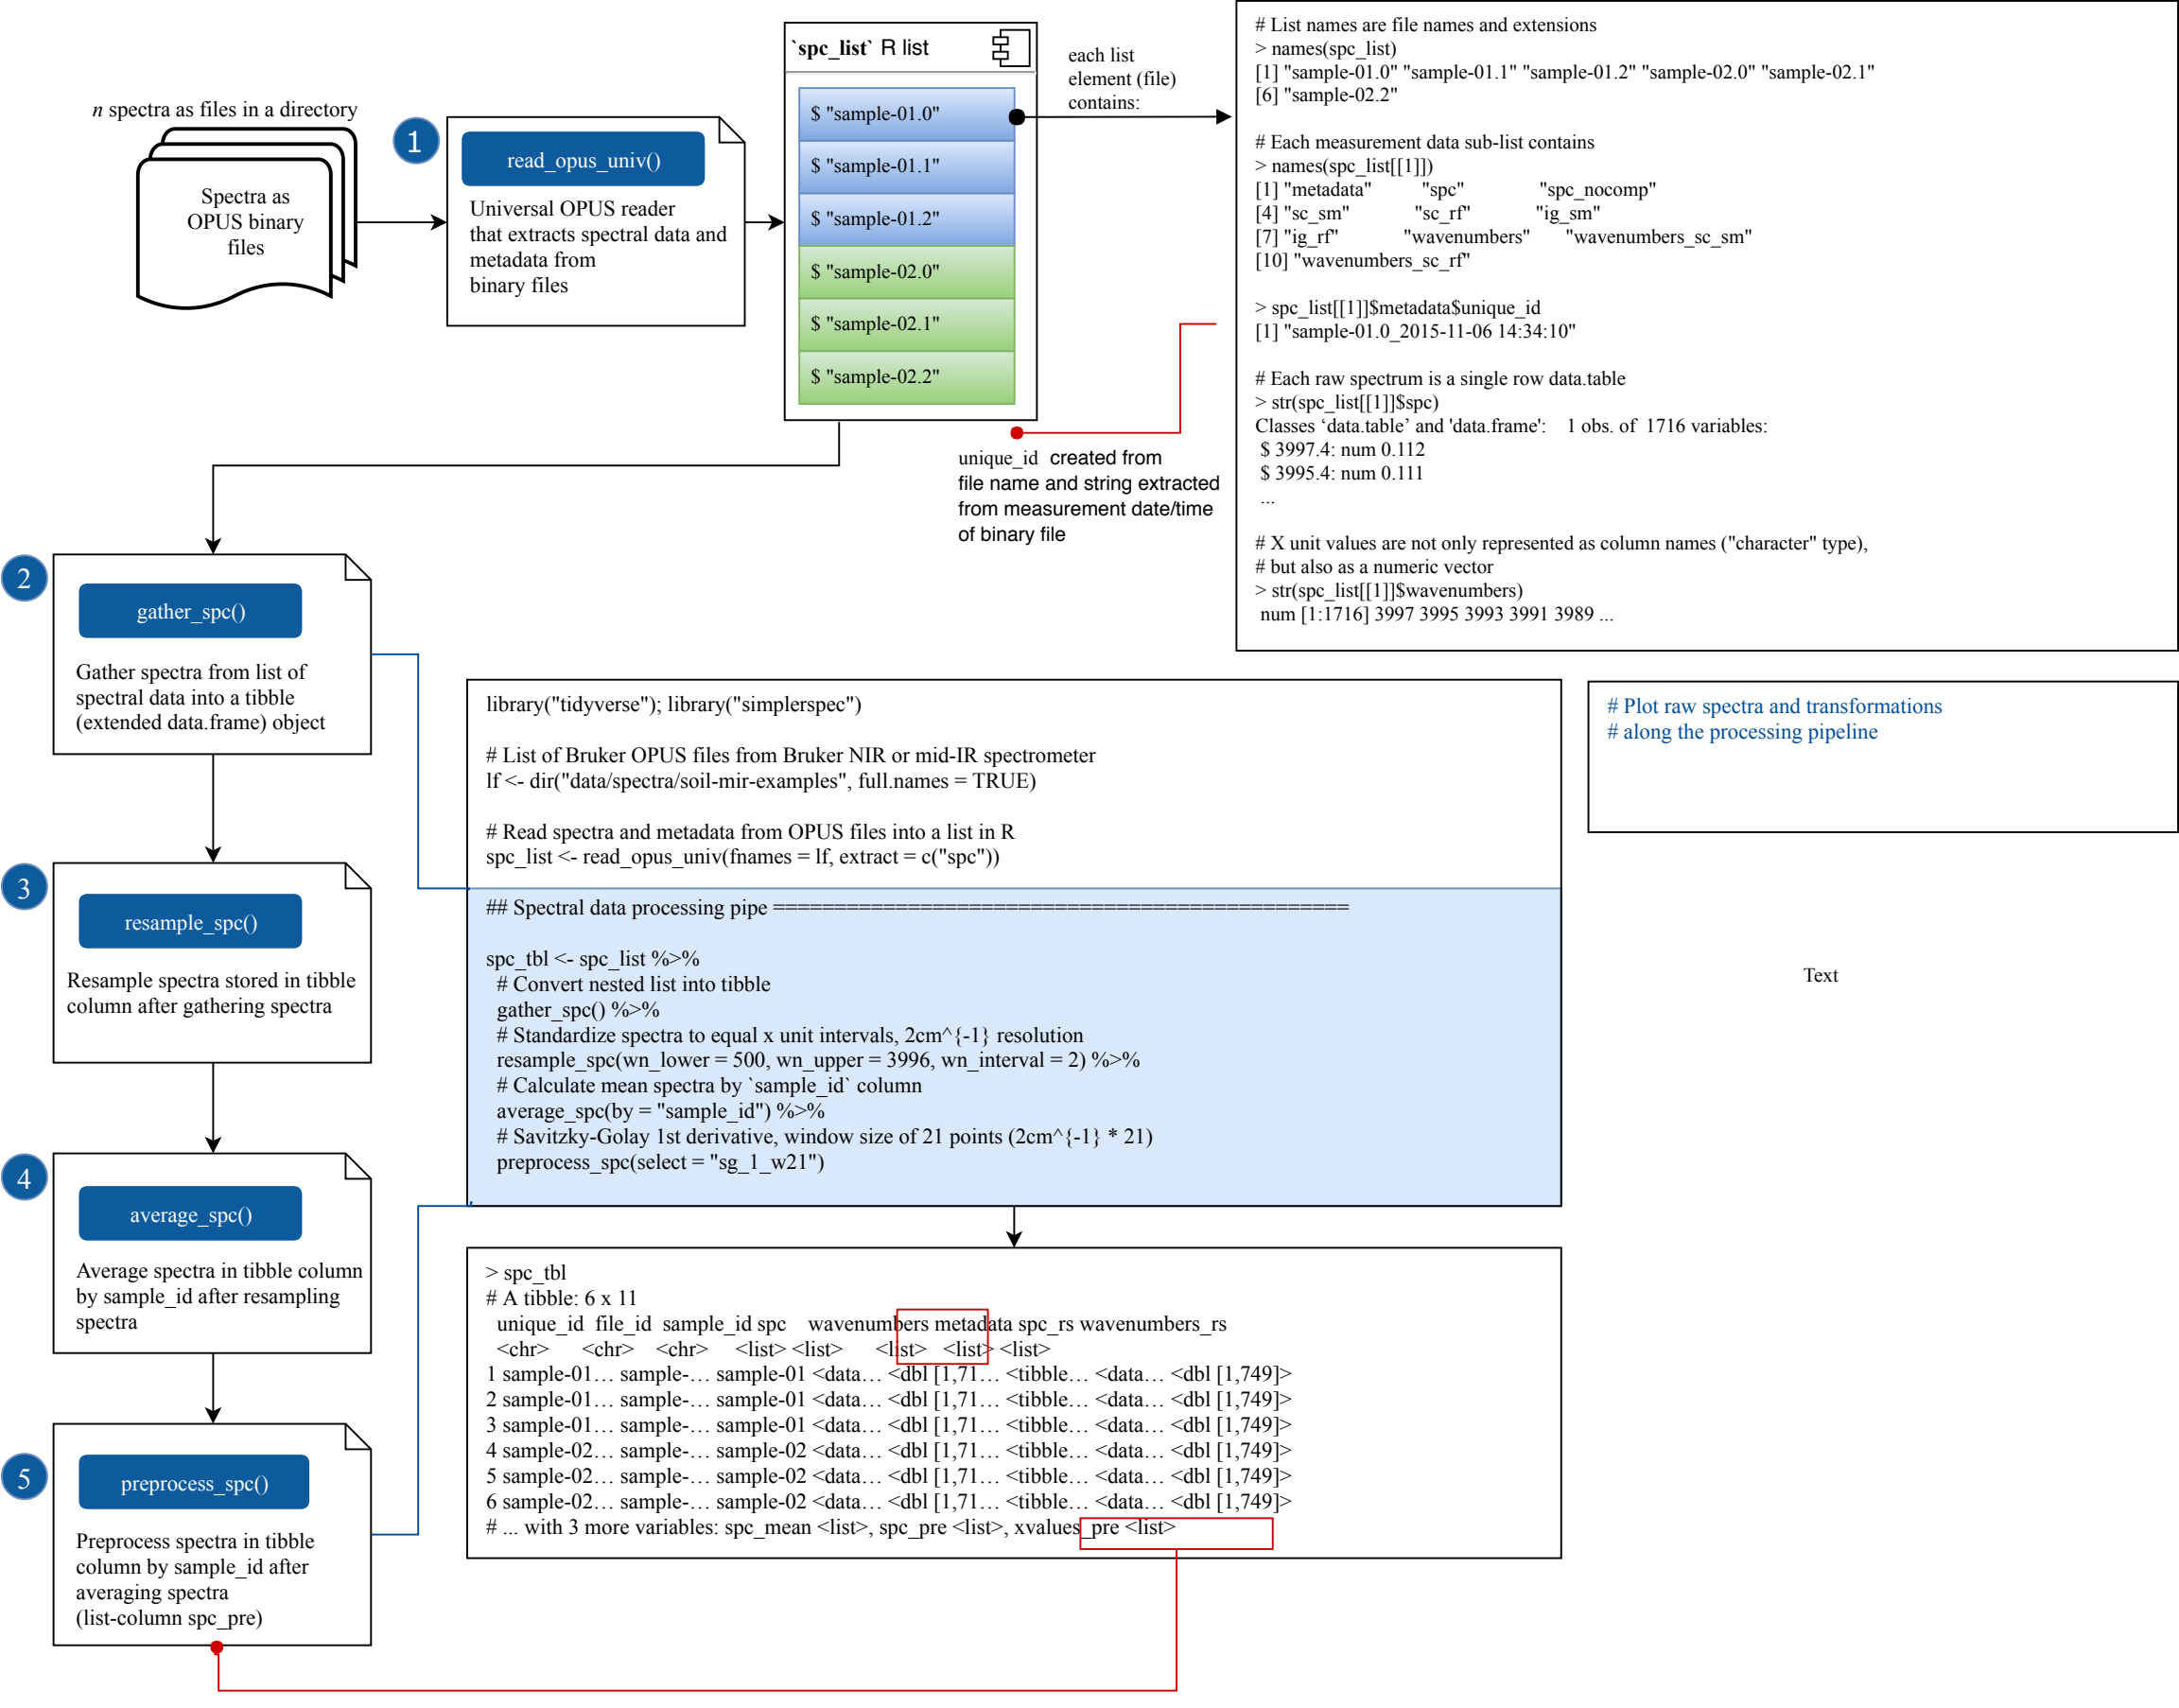 n spectra as files in a directory
Spectra as
OPUS binary
files
1
read_opus_univ()
Universal OPUS reader
that extracts spectral data and
metadata from
binary files
`spc_list` R list
$ "sample-01.0"
$ "sample-01.1"
$ "sample-01.2"
$ "sample-02.0"
$ "sample-02.1"
$ "sample-02.2"
each list
element (file)
contains:
# List names are file names and extensions
> names(spc_list)
[1] "sample-01.0" "sample-01.1" "sample-01.2" "sample-02.0" "sample-02.1"
[6] "sample-02.2"
# Each measurement data sub-list contains
> names(spc_list[[1]])
[1] "metadata" "spc" "spc_nocomp"
[4] "sc_sm" "sc_rf" "ig_sm"
[7] "ig_rf" "wavenumbers" "wavenumbers_sc_sm"
[10] "wavenumbers_sc_rf"
> spc_list[[1]]$metadata$unique_id
[1] "sample-01.0_2015-11-06 14:34:10"
# Each raw spectrum is a single row data.table
> str(spc_list[[1]]$spc)
Classes ‘data.table’ and 'data.frame': 1 obs. of 1716 variables:
$ 3997.4: num 0.112
$ 3995.4: num 0.111
...
# X unit values are not only represented as column names ("character" type),
# but also as a numeric vector
> str(spc_list[[1]]$wavenumbers)
num [1:1716] 3997 3995 3993 3991 3989 ...
unique_id created from
file name and string extracted
from measurement date/time
of binary file
2
gather_spc()
Gather spectra from list of
spectral data into a tibble
(extended data.frame) object
3
resample_spc()
Resample spectra stored in tibble
column after gathering spectra
4
average_spc()
Average spectra in tibble column
by sample_id after resampling
spectra
5
preprocess_spc()
Preprocess spectra in tibble
column by sample_id after
averaging spectra
(list-column spc_pre)
library("tidyverse"); library("simplerspec")
# List of Bruker OPUS files from Bruker NIR or mid-IR spectrometer
lf <- dir("data/spectra/soil-mir-examples", full.names = TRUE)
# Read spectra and metadata from OPUS files into a list in R
spc_list <- read_opus_univ(fnames = lf, extract = c("spc"))
## Spectral data processing pipe ==============================================
spc_tbl <- spc_list %>%
# Convert nested list into tibble
gather_spc() %>%
# Standardize spectra to equal x unit intervals, 2cm^{-1} resolution
resample_spc(wn_lower = 500, wn_upper = 3996, wn_interval = 2) %>%
# Calculate mean spectra by `sample_id` column
average_spc(by = "sample_id") %>%
# Savitzky-Golay 1st derivative, window size of 21 points (2cm^{-1} * 21)
preprocess_spc(select = "sg_1_w21")
> spc_tbl
# A tibble: 6 x 11
unique_id file_id sample_id spc wavenumbers metadata spc_rs wavenumbers_rs
<chr> <chr> <chr> <list> <list> <list> <list> <list>
1 sample-01… sample-… sample-01 <data… <dbl [1,71… <tibble… <data… <dbl [1,749]>
2 sample-01… sample-… sample-01 <data… <dbl [1,71… <tibble… <data… <dbl [1,749]>
3 sample-01… sample-… sample-01 <data… <dbl [1,71… <tibble… <data… <dbl [1,749]>
4 sample-02… sample-… sample-02 <data… <dbl [1,71… <tibble… <data… <dbl [1,749]>
5 sample-02… sample-… sample-02 <data… <dbl [1,71… <tibble… <data… <dbl [1,749]>
6 sample-02… sample-… sample-02 <data… <dbl [1,71… <tibble… <data… <dbl [1,749]>
# ... with 3 more variables: spc_mean <list>, spc_pre <list>, xvalues_pre <list>
# Plot raw spectra and transformations
# along the processing pipeline
Text